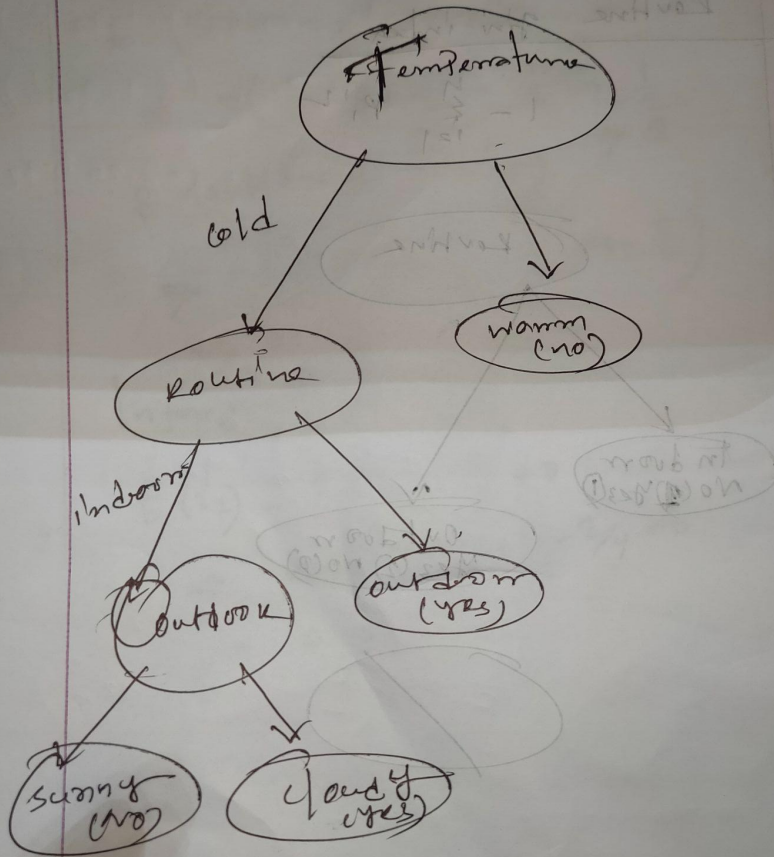 Temperature
cold
Routine
warm
(no)
indoor
outlook
outdoor
(yes)
sunny
(no)
cloudy
(yes)